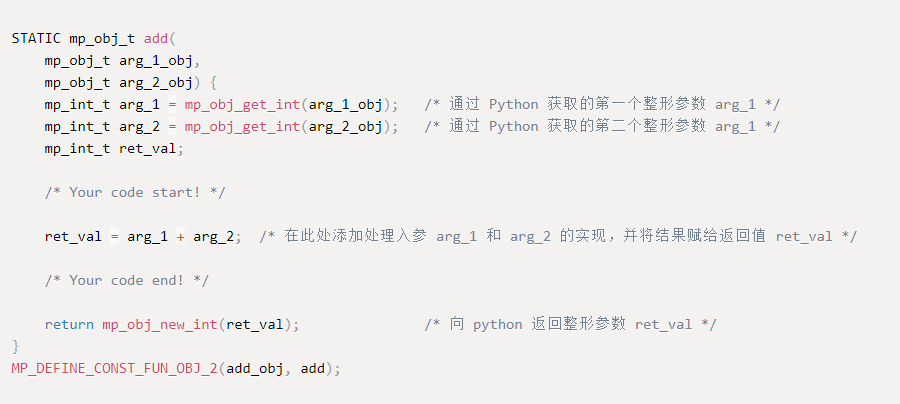 STATIC mp_obj_t add(
    mp_obj_t arg_1_obj,
    mp_obj_t arg_2_obj) {
    mp_int_t arg_1 = mp_obj_get_int(arg_1_obj);   /* 通过 Python 获取的第一个整形参数 arg_1 */
    mp_int_t arg_2 = mp_obj_get_int(arg_2_obj);   /* 通过 Python 获取的第二个整形参数 arg_1 */
    mp_int_t ret_val;
    /* Your code start! */
    ret_val = arg_1 + arg_2;  /* 在此处添加处理入参 arg_1 和 arg_2 的实现，并将结果赋给返回值 ret_val */
    /* Your code end! */
    return mp_obj_new_int(ret_val);               /* 向 python 返回整形参数 ret_val */
}
MP_DEFINE_CONST_FUN_OBJ_2(add_obj, add);